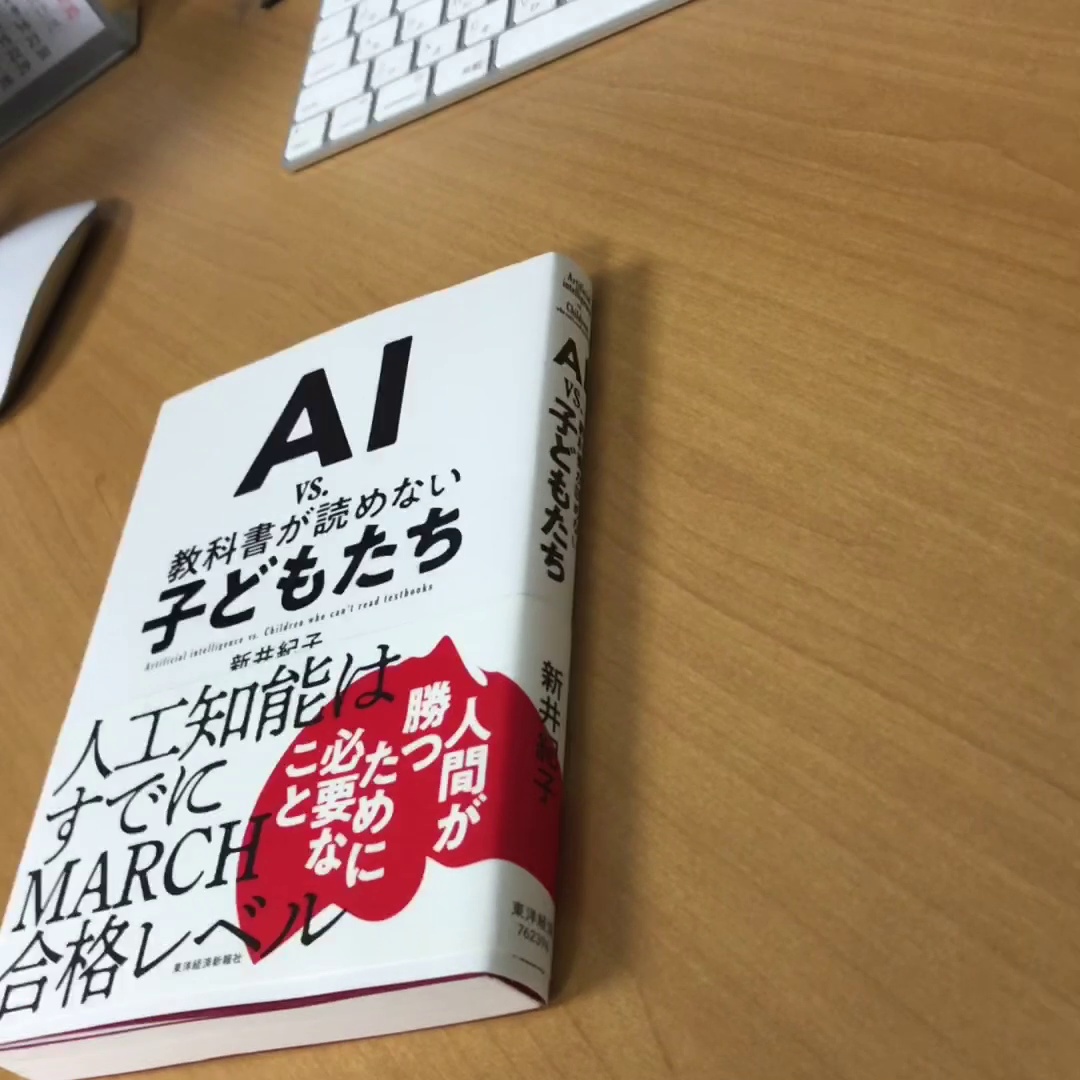 AI
vs.
教科書が読めない
子どもたち
Artificial intelligence vs. Children who can't read textbooks
新井紀子
人工知能は
すでに
MARCH
合格レベル
人間が
勝つ
ために
必要な
こと
東洋経済新報社
Artificial
intelligence
Children
AI
vs.
子どもたち
新井紀子
東洋経済